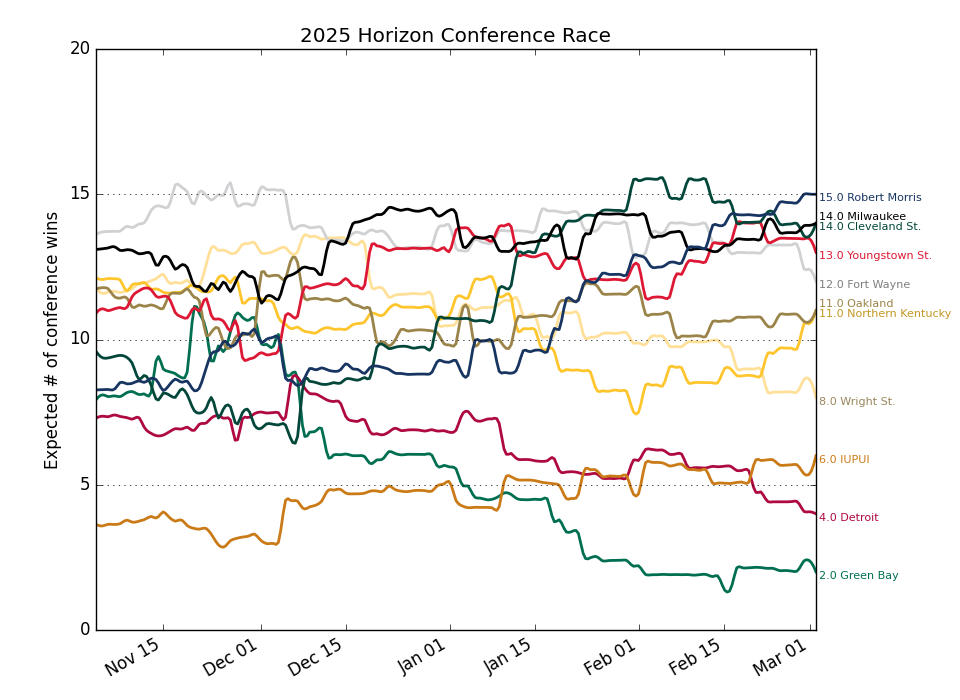 2025 Horizon Conference Race
Expected # of conference wins
20
15
10
5
0
15.0 Robert Morris
14.0 Milwaukee
14.0 Cleveland St.
13.0 Youngstown St.
12.0 Fort Wayne
11.0 Oakland
11.0 Northern Kentucky
8.0 Wright St.
6.0 IUPUI
4.0 Detroit
2.0 Green Bay
Nov 15
Dec 01
Dec 15
Jan 01
Jan 15
Feb 01
Feb 15
Mar 01